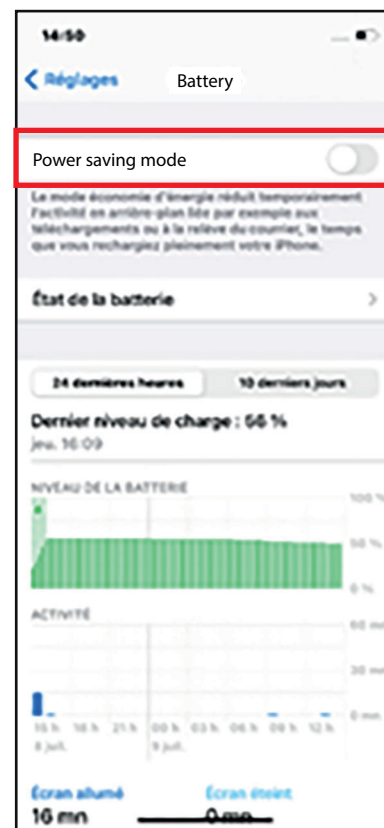 14:50
Réglages
Battery
Power saving mode
Le mode économie d'énergie réduit temporairement
l'activité en arrière-plan liée par exemple aux
téléchargements ou à la relève du courrier, le temps
que vous rechargiez pleinement votre iPhone.
État de la batterie
24 dernières heures
10 derniers jours
Dernier niveau de charge : 66 %
jeu. 16:09
NIVEAU DE LA BATTERIE
100 %
50 %
0 %
ACTIVITÉ
60 mn
30 mn
0 mn
15 h 18 h 21 h 00 h 03 h 06 h 09 h 12 h
8 juil. 9 juil.
Écran allumé
Écran éteint
16 mn
0 mn